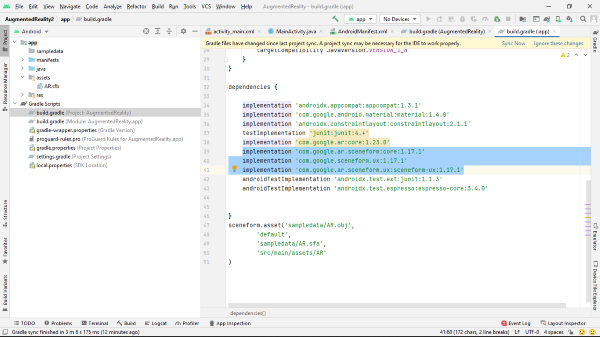 File Edit View Navigate Code Analyze Refactor Build Run Tools VCS Window Help AugmentedReality - build.gradle (:app)
AugmentedReality2 app build.gradle
app No Devices
Android
activity_main.xml MainActivity.java AndroidManifest.xml build.gradle (AugmentedReality) build.gradle (:app)
Gradle files have changed since last project sync. A project sync may be necessary for the IDE to work properly. Sync Now Ignore these changes
app
sampledata
manifests
java
assets
AR.sfa
res
Gradle Scripts
build.gradle (Project: AugmentedReality)
build.gradle (Module: AugmentedReality.app)
gradle-wrapper.properties (Gradle Version)
proguard-rules.pro (ProGuard Rules for AugmentedReality.app)
gradle.properties (Project Properties)
settings.gradle (Project Settings)
local.properties (SDK Location)
}
}
dependencies {
implementation 'androidx.appcompat:appcompat:1.3.1'
implementation 'com.google.android.material:material:1.4.0'
implementation 'androidx.constraintlayout:constraintlayout:2.1.1'
testImplementation 'junit:junit:4.+'
implementation 'com.google.ar:core:1.23.0'
implementation 'com.google.ar.sceneform:core:1.17.1'
implementation 'com.google.sceneform.ux:1.17.1'
implementation 'com.google.ar.sceneform.ux:sceneform-ux:1.17.1'
androidTestImplementation 'androidx.test.ext:junit:1.1.3'
androidTestImplementation 'androidx.test.espresso:espresso-core:3.4.0'
}
sceneform.asset('sampledata/AR.obj',
'default',
'sampledata/AR.sfa',
'src/main/assets/AR'
)
dependencies{}
Project
Resource Manager
Structure
Favorites
Build Variants
Gradle
Emulator
Device File Explorer
TODO Problems Terminal Build Logcat Profiler App Inspection Event Log Layout Inspector
Gradle sync finished in 3 m 6 s 175 ms (12 minutes ago) 41:68 (172 chars, 2 line breaks) LF UTF-8 4 spaces